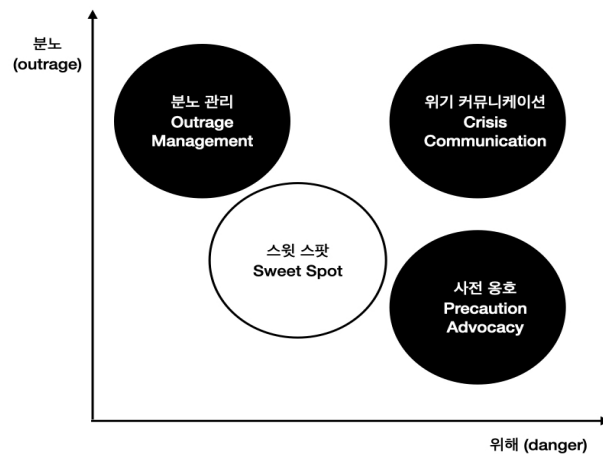 분노
(outrage)
분노 관리
Outrage
Management
위기 커뮤니케이션
Crisis
Communication
스윗 스팟
Sweet Spot
사전 옹호
Precaution
Advocacy
위해 (danger)